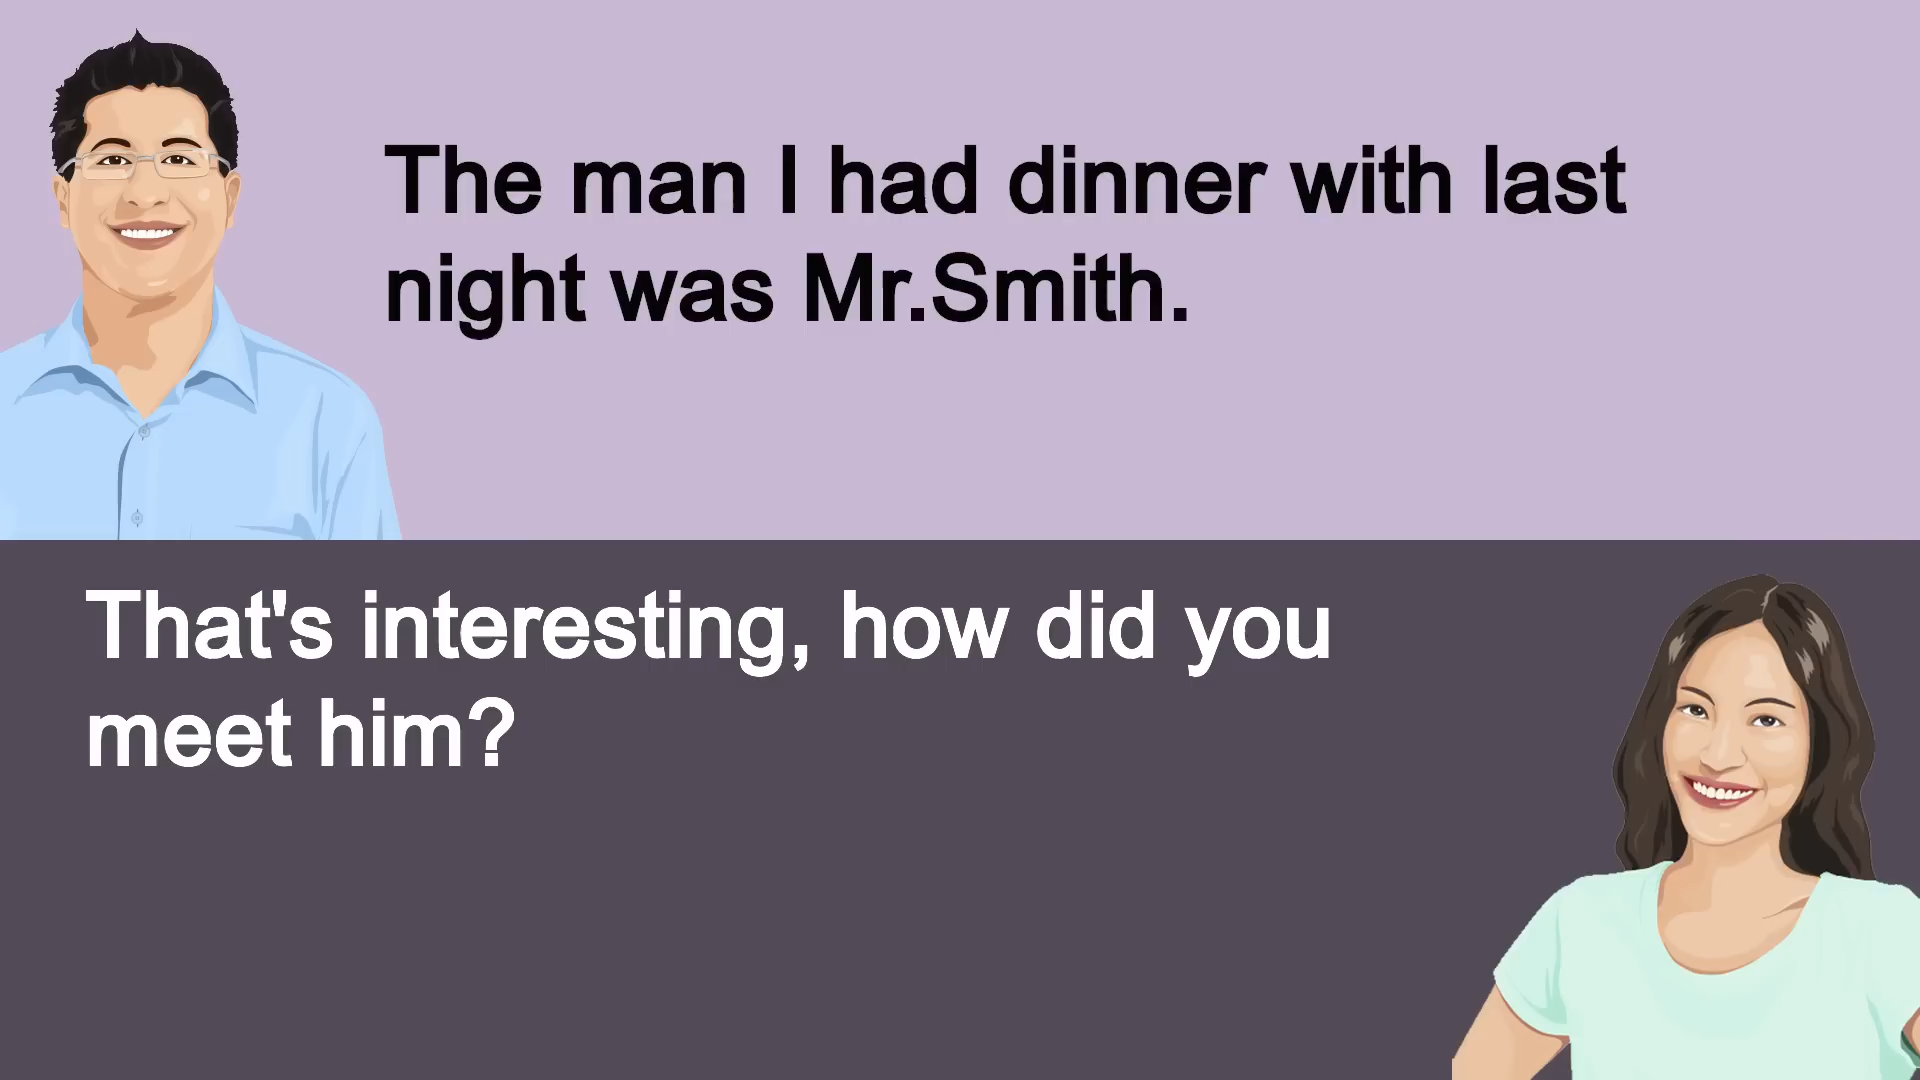 The man I had dinner with last
night was Mr.Smith.
That's interesting, how did you
meet him?